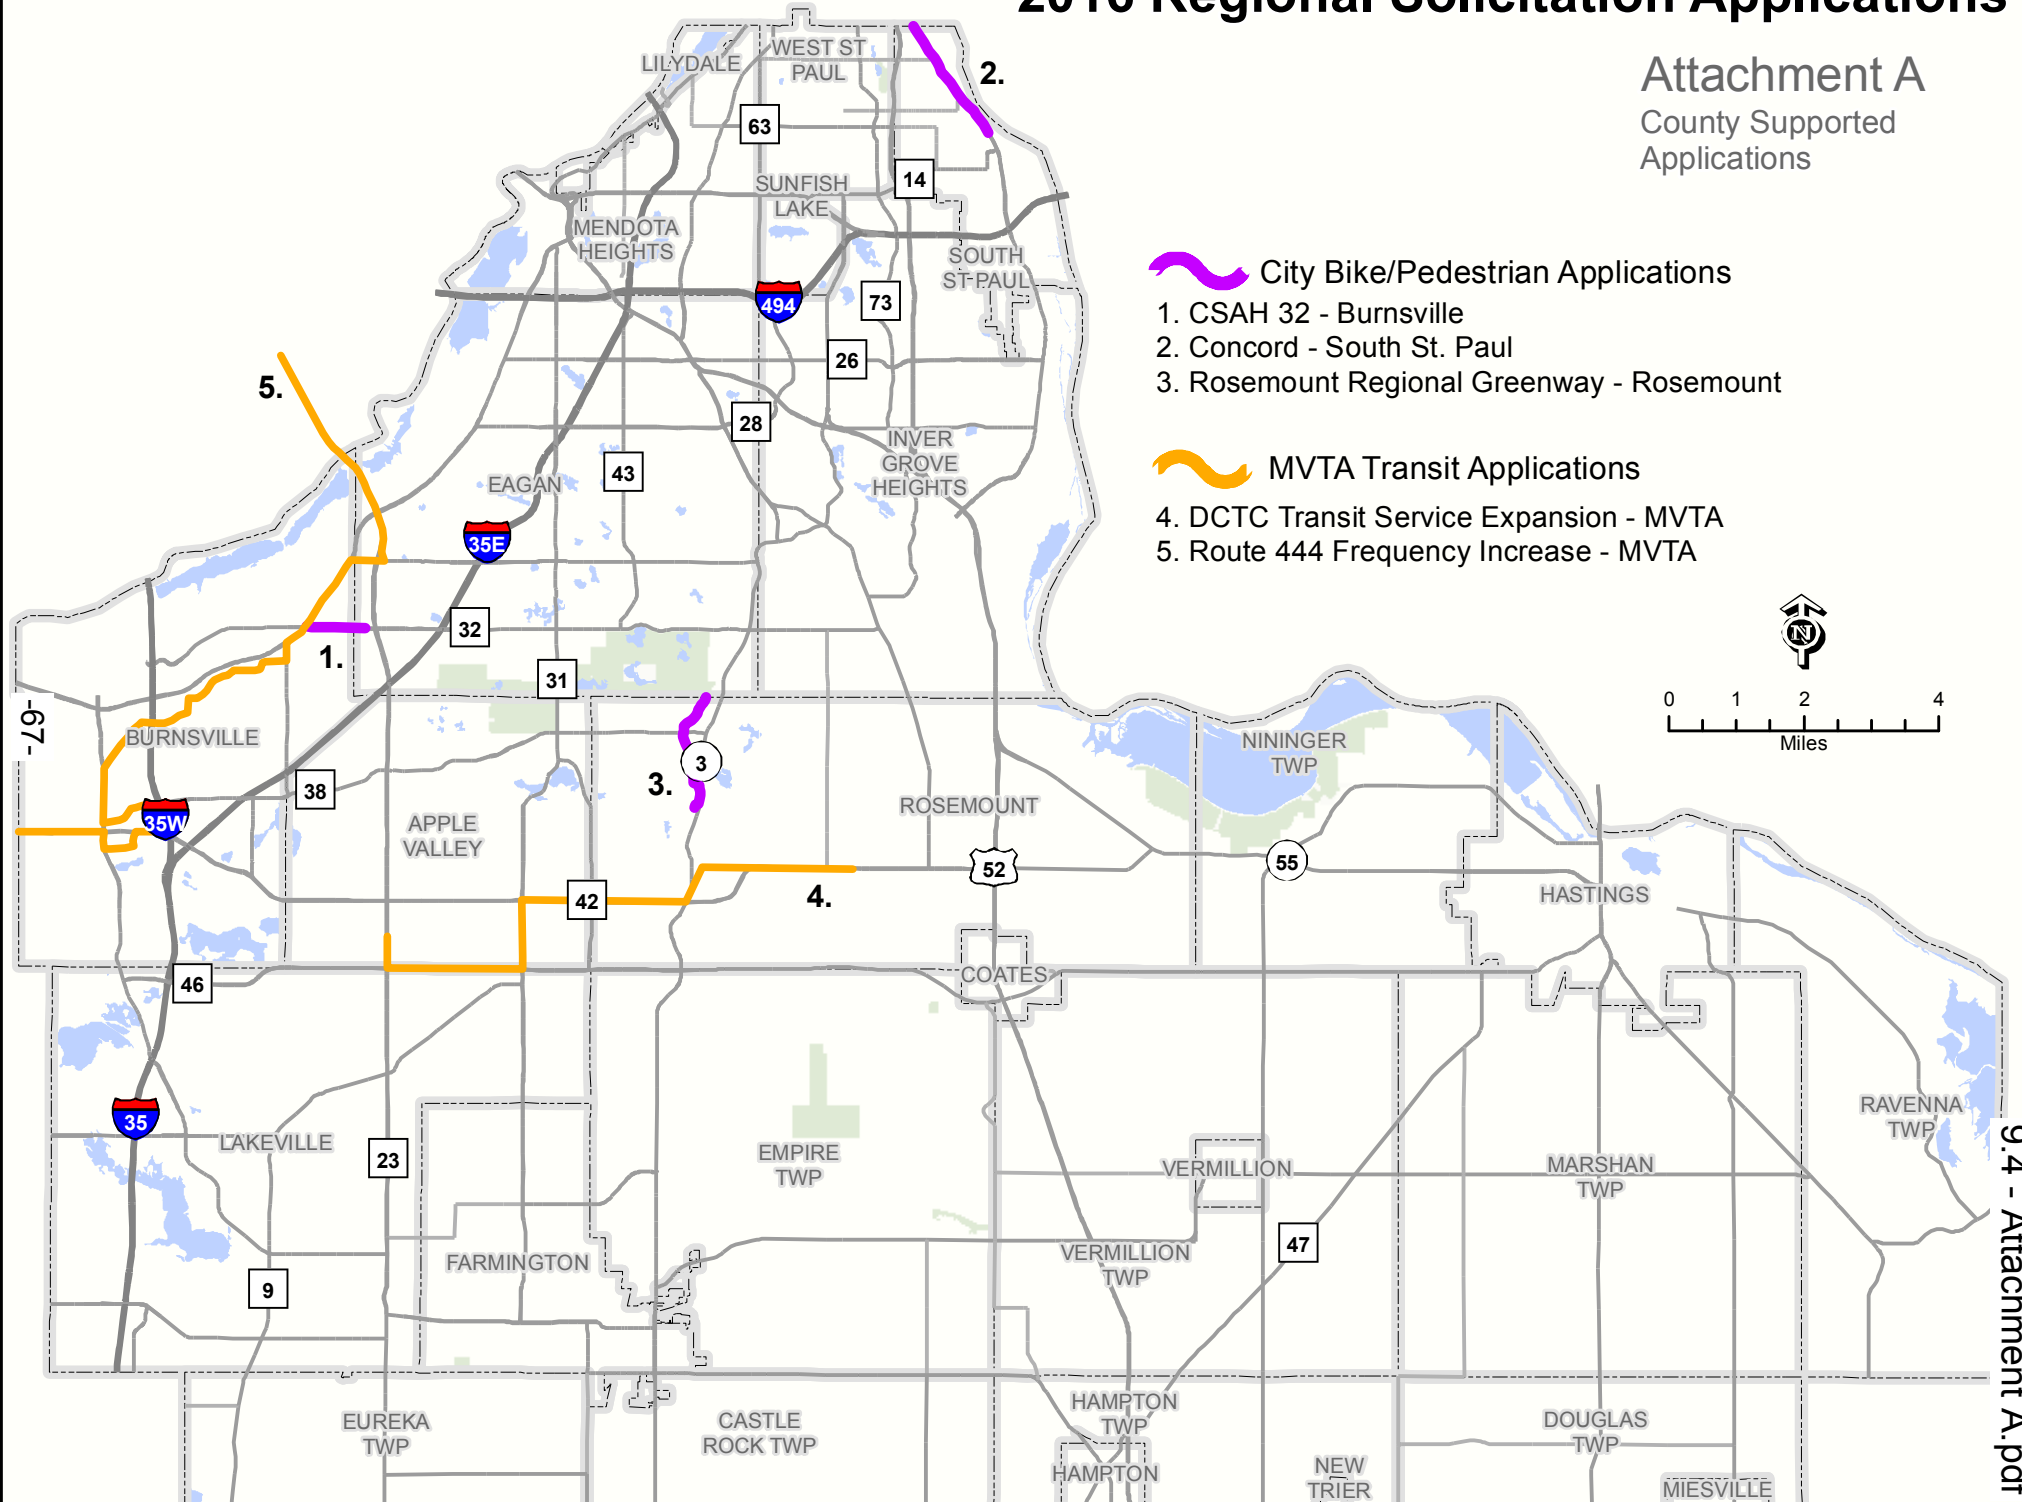 2016 Regional Solicitation Applications
Attachment A
County Supported
Applications
City Bike/Pedestrian Applications
1. CSAH 32 - Burnsville
2. Concord - South St. Paul
3. Rosemount Regional Greenway - Rosemount
MVTA Transit Applications
4. DCTC Transit Service Expansion - MVTA
5. Route 444 Frequency Increase - MVTA
N
0 1 2 4
Miles
LILYDALE
WEST ST
PAUL
2.
63
14
SUNFISH
LAKE
MENDOTA
HEIGHTS
SOUTH
ST PAUL
494
73
26
5.
28
INVER
GROVE
HEIGHTS
43
EAGAN
35E
32
1.
31
-67-
BURNSVILLE
38
3
3.
35W
APPLE
VALLEY
ROSEMOUNT
NININGER
TWP
52
55
42
4.
HASTINGS
46
COATES
35
LAKEVILLE
23
EMPIRE
TWP
VERMILLION
MARSHAN
TWP
RAVENNA
TWP
9
FARMINGTON
VERMILLION
TWP
47
EUREKA
TWP
CASTLE
ROCK TWP
HAMPTON
TWP
HAMPTON
NEW
TRIER
DOUGLAS
TWP
MIESVILLE
9.4 - Attachment A.pdf